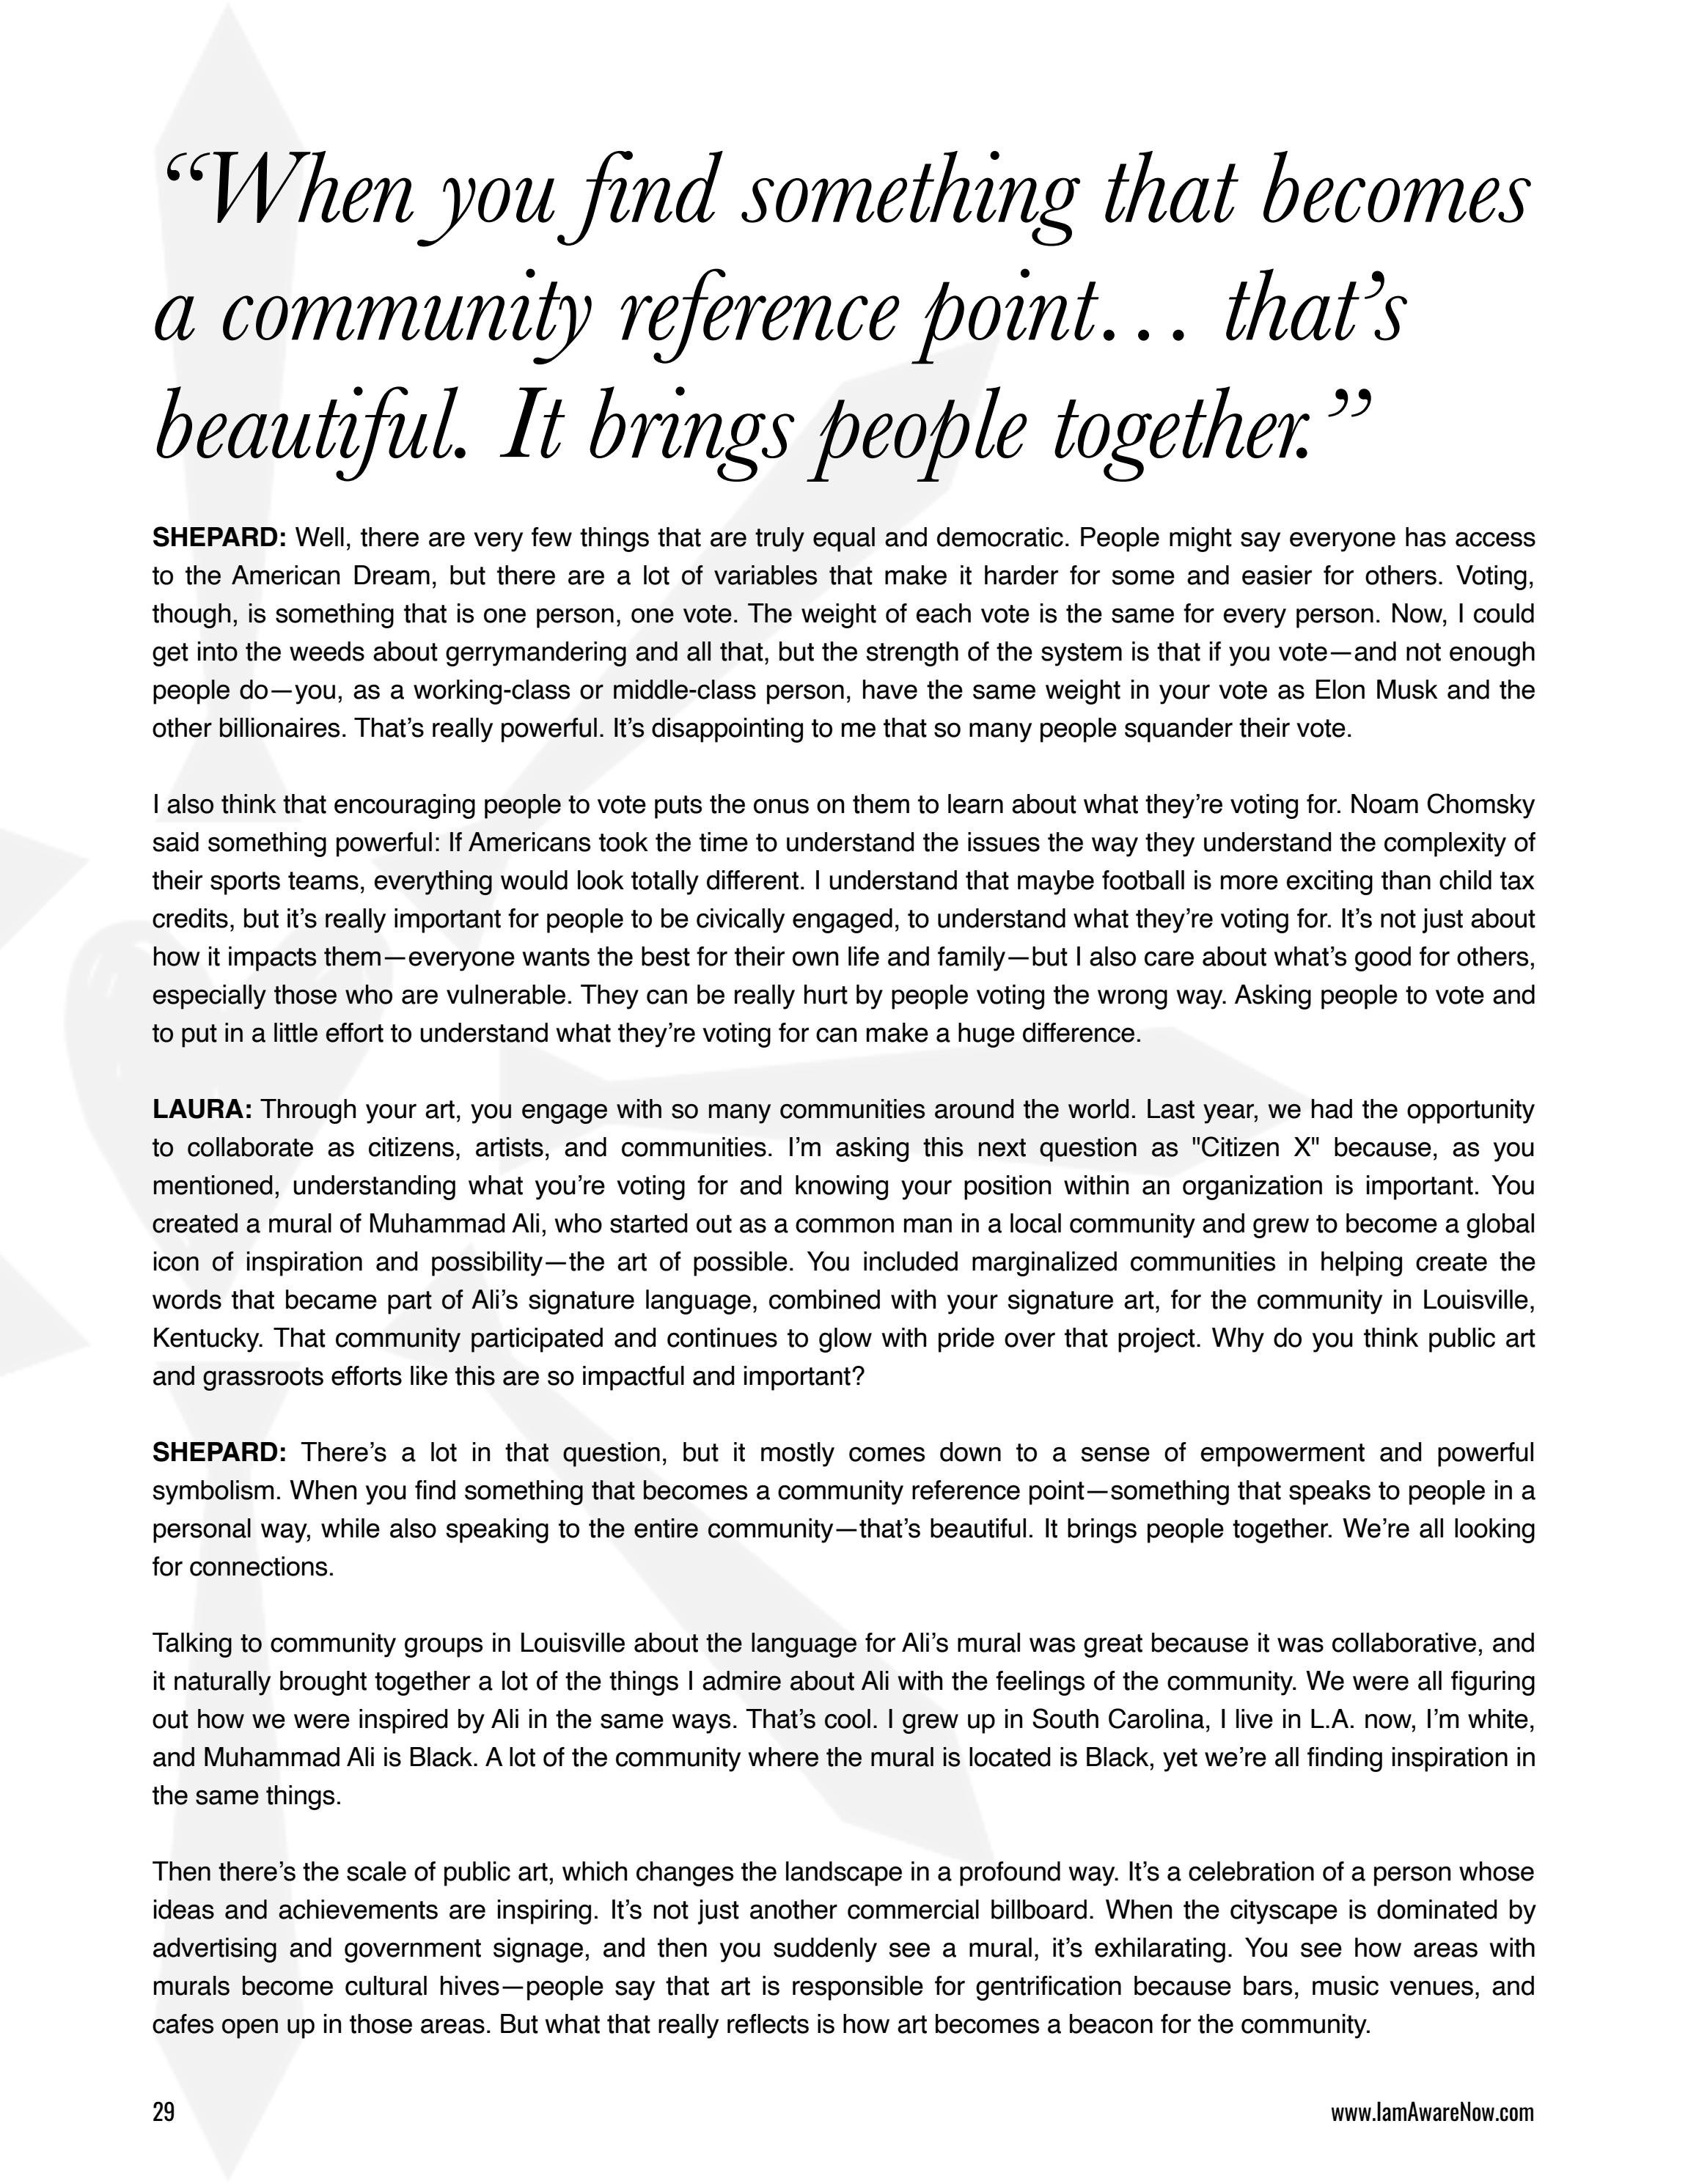 “When you find something that becomes
a community reference point… that’s
beautiful. It brings people together.”
SHEPARD: Well, there are very few things that are truly equal and democratic. People might say everyone has access
to the American Dream, but there are a lot of variables that make it harder for some and easier for others. Voting,
though, is something that is one person, one vote. The weight of each vote is the same for every person. Now, I could
get into the weeds about gerrymandering and all that, but the strength of the system is that if you vote—and not enough
people do—you, as a working-class or middle-class person, have the same weight in your vote as Elon Musk and the
other billionaires. That’s really powerful. It’s disappointing to me that so many people squander their vote.
I also think that encouraging people to vote puts the onus on them to learn about what they’re voting for. Noam Chomsky
said something powerful: If Americans took the time to understand the issues the way they understand the complexity of
their sports teams, everything would look totally different. I understand that maybe football is more exciting than child tax
credits, but it’s really important for people to be civically engaged, to understand what they’re voting for. It’s not just about
how it impacts them—everyone wants the best for their own life and family—but I also care about what’s good for others,
especially those who are vulnerable. They can be really hurt by people voting the wrong way. Asking people to vote and
to put in a little effort to understand what they’re voting for can make a huge difference.
LAURA: Through your art, you engage with so many communities around the world. Last year, we had the opportunity
to collaborate as citizens, artists, and communities. I’m asking this next question as "Citizen X" because, as you
mentioned, understanding what you’re voting for and knowing your position within an organization is important. You
created a mural of Muhammad Ali, who started out as a common man in a local community and grew to become a global
icon of inspiration and possibility—the art of possible. You included marginalized communities in helping create the
words that became part of Ali’s signature language, combined with your signature art, for the community in Louisville,
Kentucky. That community participated and continues to glow with pride over that project. Why do you think public art
and grassroots efforts like this are so impactful and important?
SHEPARD: There’s a lot in that question, but it mostly comes down to a sense of empowerment and powerful
symbolism. When you find something that becomes a community reference point—something that speaks to people in a
personal way, while also speaking to the entire community—that’s beautiful. It brings people together. We’re all looking
for connections.
Talking to community groups in Louisville about the language for Ali’s mural was great because it was collaborative, and
it naturally brought together a lot of the things I admire about Ali with the feelings of the community. We were all figuring
out how we were inspired by Ali in the same ways. That’s cool. I grew up in South Carolina, I live in L.A. now, I’m white,
and Muhammad Ali is Black. A lot of the community where the mural is located is Black, yet we’re all finding inspiration in
the same things.
Then there’s the scale of public art, which changes the landscape in a profound way. It’s a celebration of a person whose
ideas and achievements are inspiring. It’s not just another commercial billboard. When the cityscape is dominated by
advertising and government signage, and then you suddenly see a mural, it’s exhilarating. You see how areas with
murals become cultural hives—people say that art is responsible for gentrification because bars, music venues, and
cafes open up in those areas. But what that really reflects is how art becomes a beacon for the community.
29
www.IamAwareNow.com